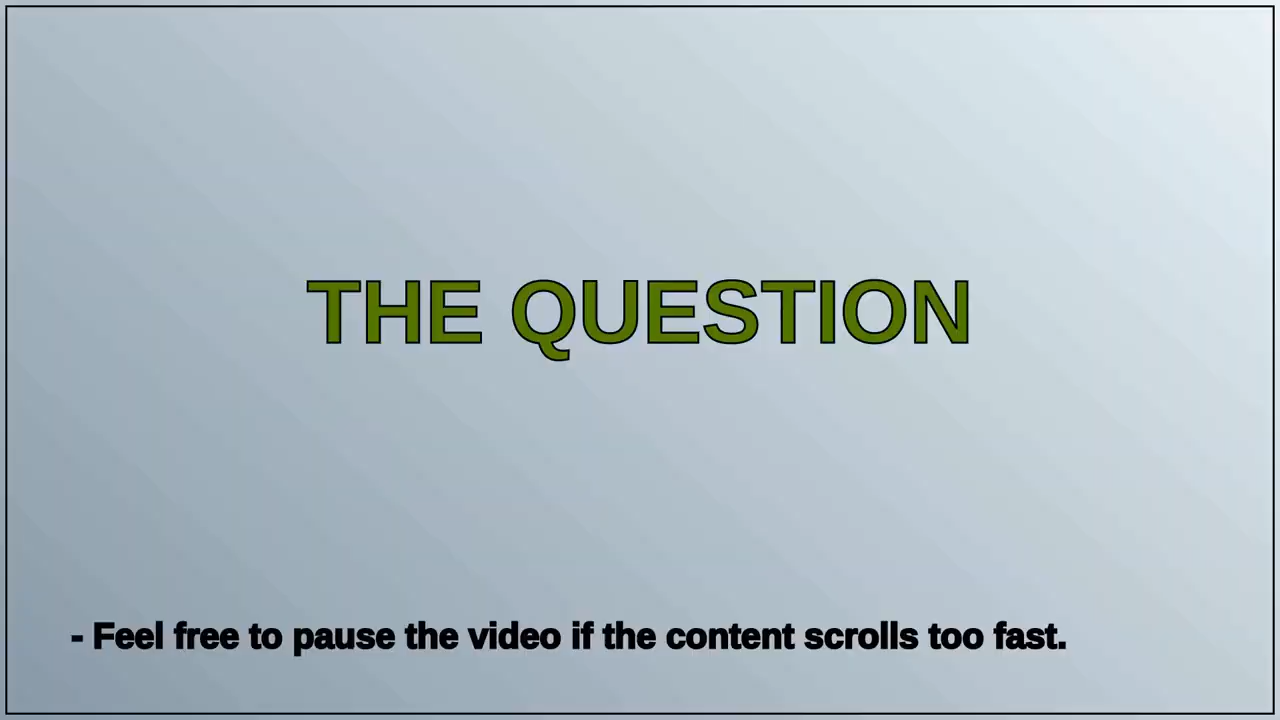 THE QUESTION
- Feel free to pause the video if the content scrolls too fast.